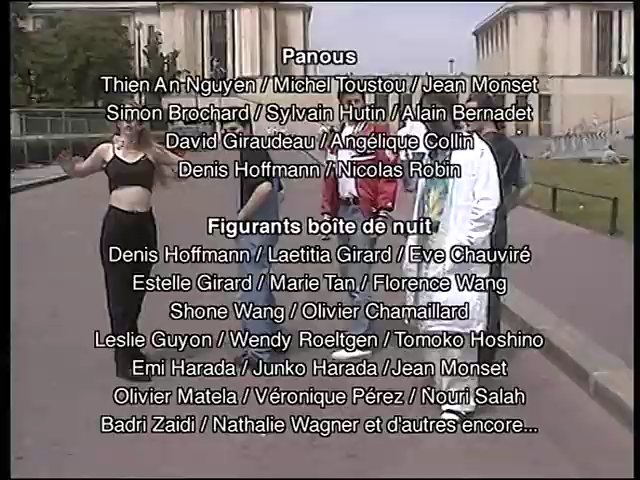 Panous
Thien An Nguyen / Michel Toustou / Jean Monset
Simon Brochard / Sylvain Hutin / Alain Bernadet
David Giraudeau / Angélique Collin
Denis Hoffmann / Nicolas Robin
Figurants boîte de nuit
Denis Hoffmann / Laetitia Girard / Eve Chauviré
Estelle Girard / Marie Tan / Florence Wang
Shone Wang / Olivier Chamaillard
Leslie Guyon / Wendy Roeltgen / Tomoko Hoshino
Emi Harada / Junko Harada /Jean Monset
Olivier Matela / Véronique Pérez / Nouri Salah
Badri Zaidi / Nathalie Wagner et d'autres encore...